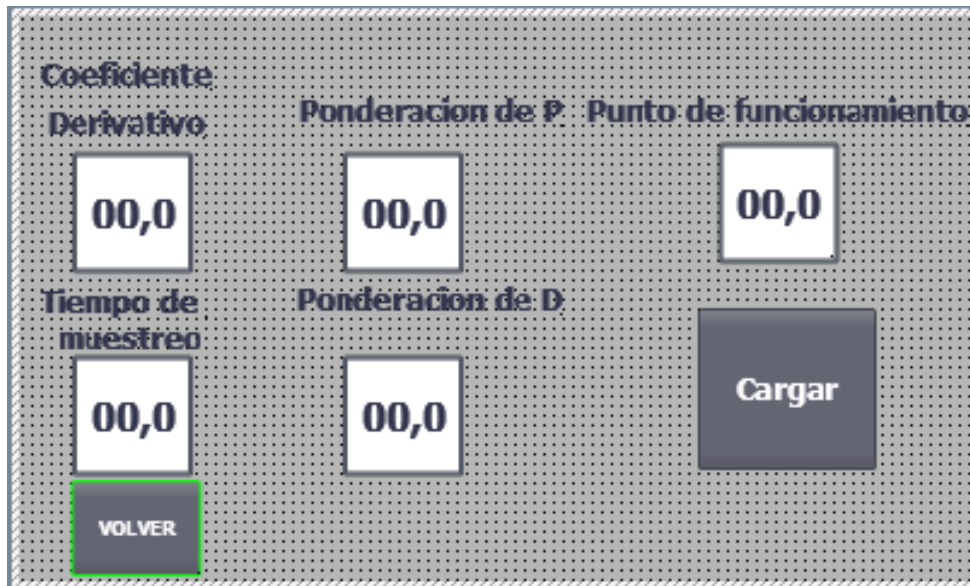 Coeficiente
Derivativo
Ponderacion de P
Punto de funcionamiento
00,0
00,0
00,0
Tiempo de
muestreo
Ponderacion de D
00,0
00,0
Cargar
VOLVER